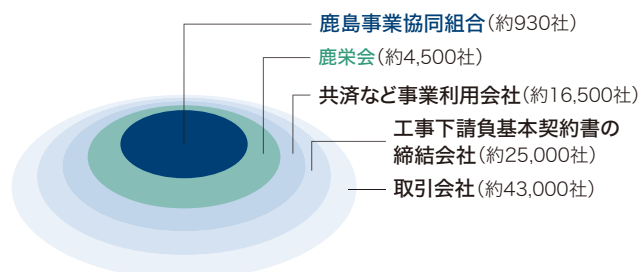 鹿島事業協同組合(約930社)
鹿栄会(約4,500社)
共済など事業利用会社(約16,500社)
工事下請負基本契約書の
締結会社(約25,000社)
取引会社(約43,000社)